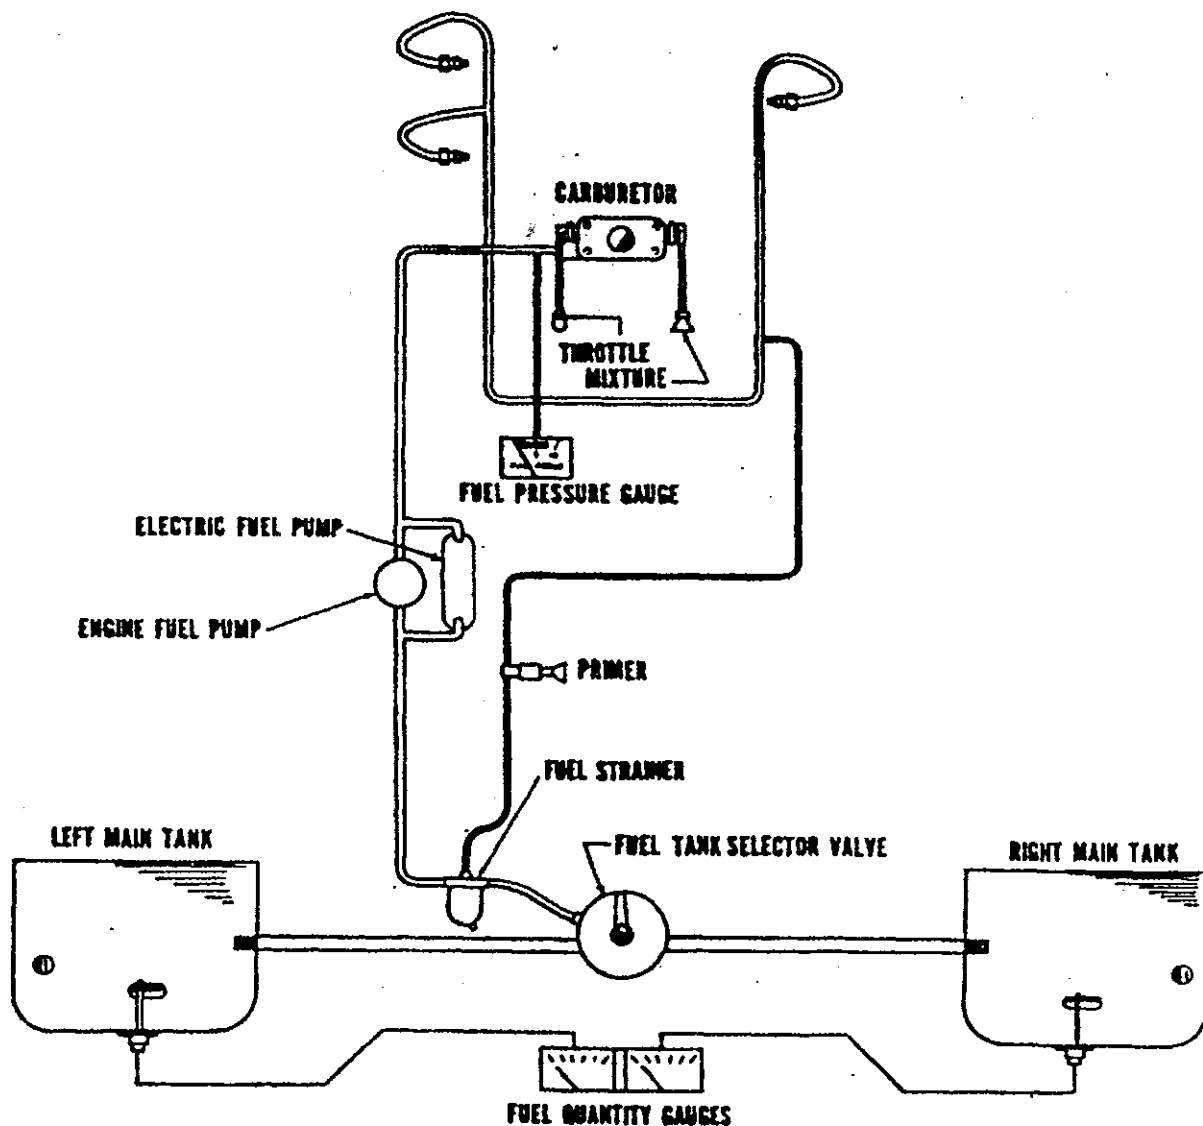 CARBURETOR
THROTTLE
MIXTURE
FUEL PRESSURE GAUGE
ELECTRIC FUEL PUMP
ENGINE FUEL PUMP
PRIMER
FUEL STRAINER
LEFT MAIN TANK
FUEL TANK SELECTOR VALVE
RIGHT MAIN TANK
FUEL QUANTITY GAUGES